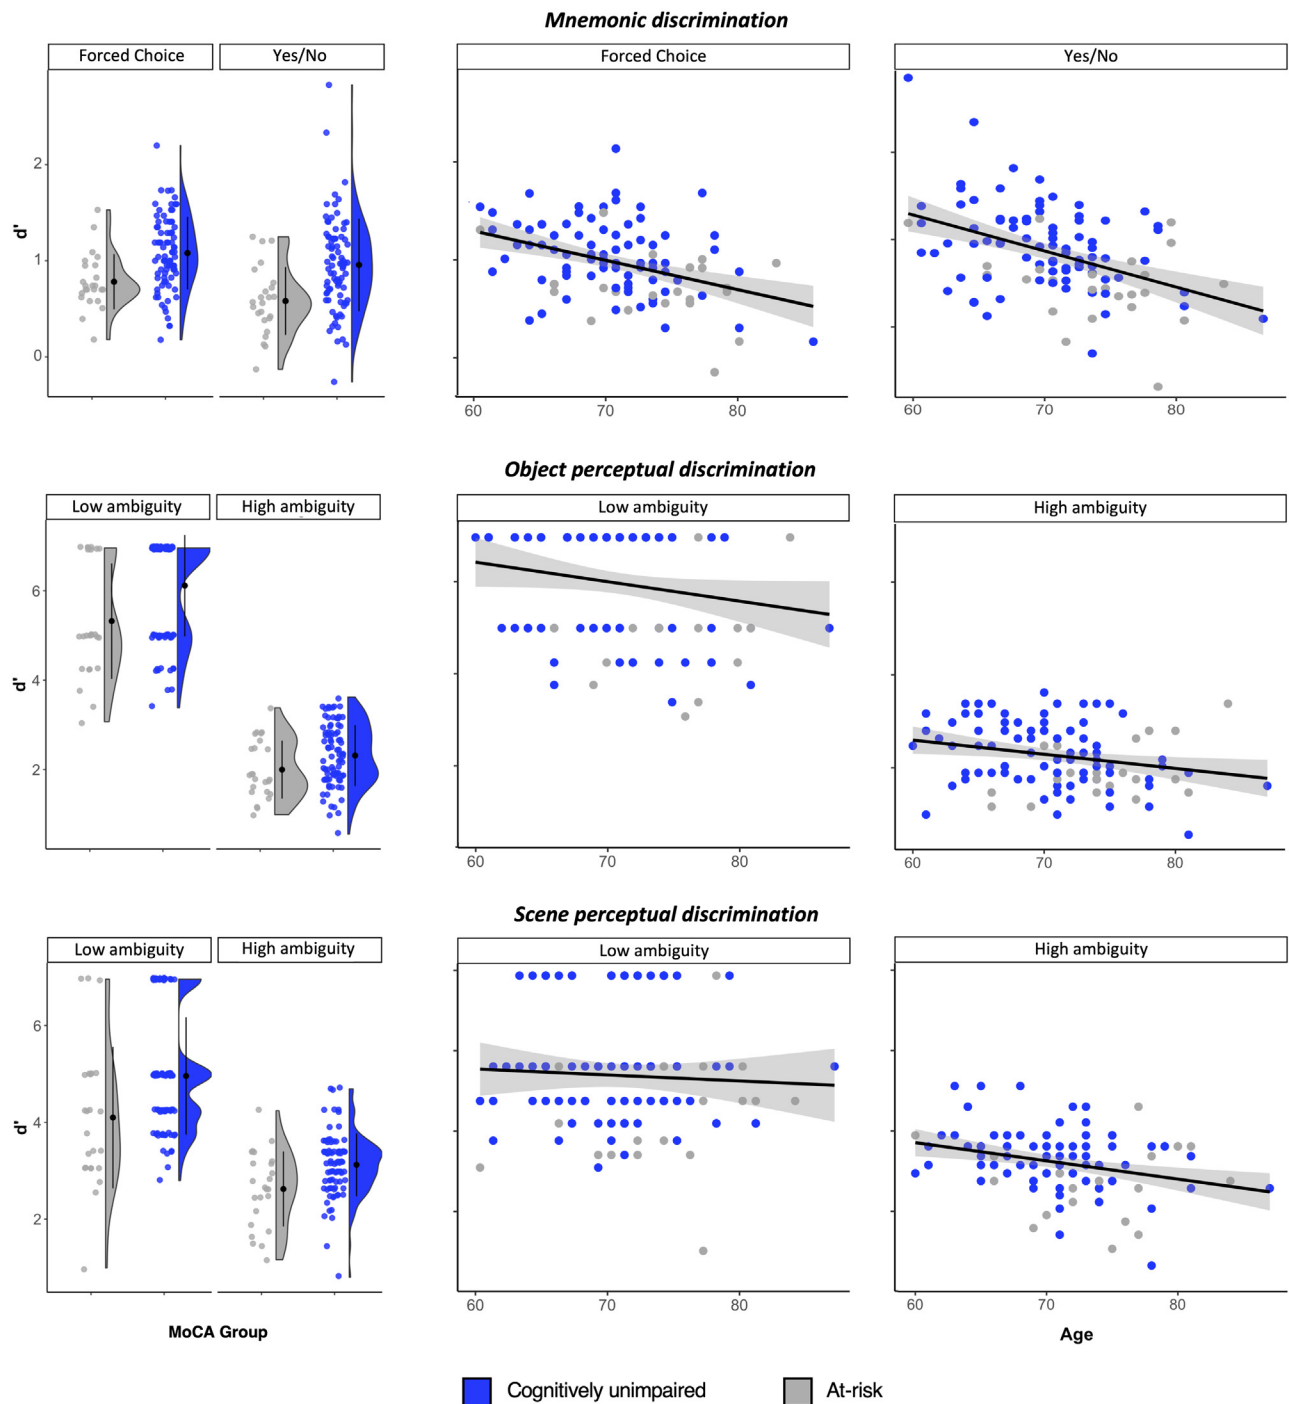 Mnemonic discrimination
Forced Choice Yes/No Forced Choice Yes/No
d'
2
1
0
60 70 80 60 70 80
Object perceptual discrimination
Low ambiguity High ambiguity Low ambiguity High ambiguity
d'
6
4
2
60 70 80 60 70 80
Scene perceptual discrimination
Low ambiguity High ambiguity Low ambiguity High ambiguity
d'
6
4
2
60 70 80 60 70 80
MoCA Group Age
Cognitively unimpaired At-risk